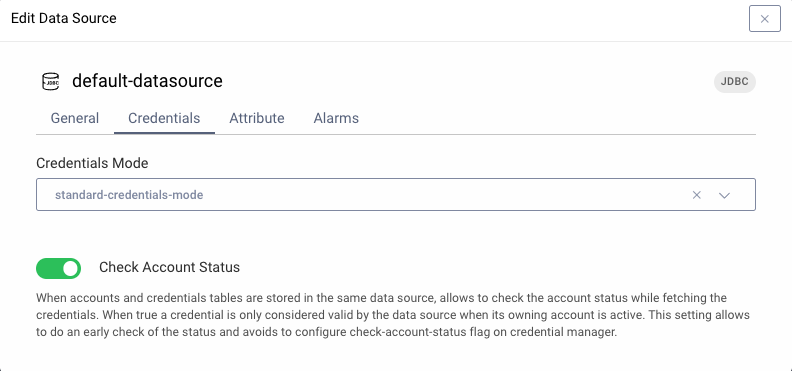 Edit Data Source
JDBC
default-datasource
JDBC
General Credentials Attribute Alarms
Credentials Mode
standard-credentials-mode
Check Account Status
When accounts and credentials tables are stored in the same data source, allows to check the account status while fetching the
credentials. When true a credential is only considered valid by the data source when its owning account is active. This setting allows
to do an early check of the status and avoids to configure check-account-status flag on credential manager.